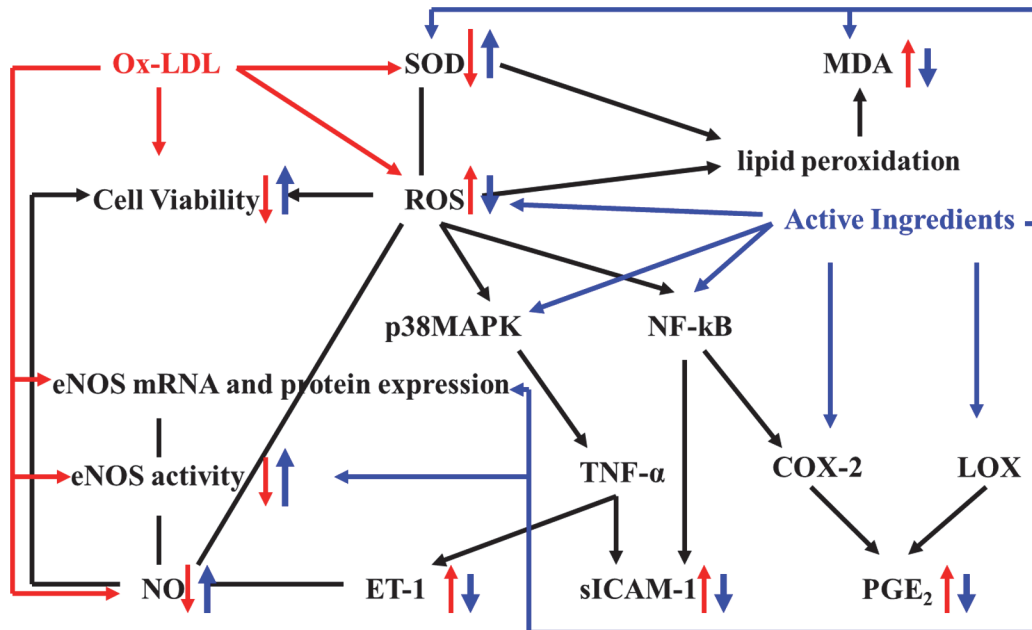 Ox-LDL
SOD
MDA
lipid peroxidation
Cell Viability
ROS
Active Ingredients
p38MAPK
NF-kB
eNOS mRNA and protein expression
eNOS activity
TNF-α
COX-2
LOX
NO
ET-1
sICAM-1
PGE₂